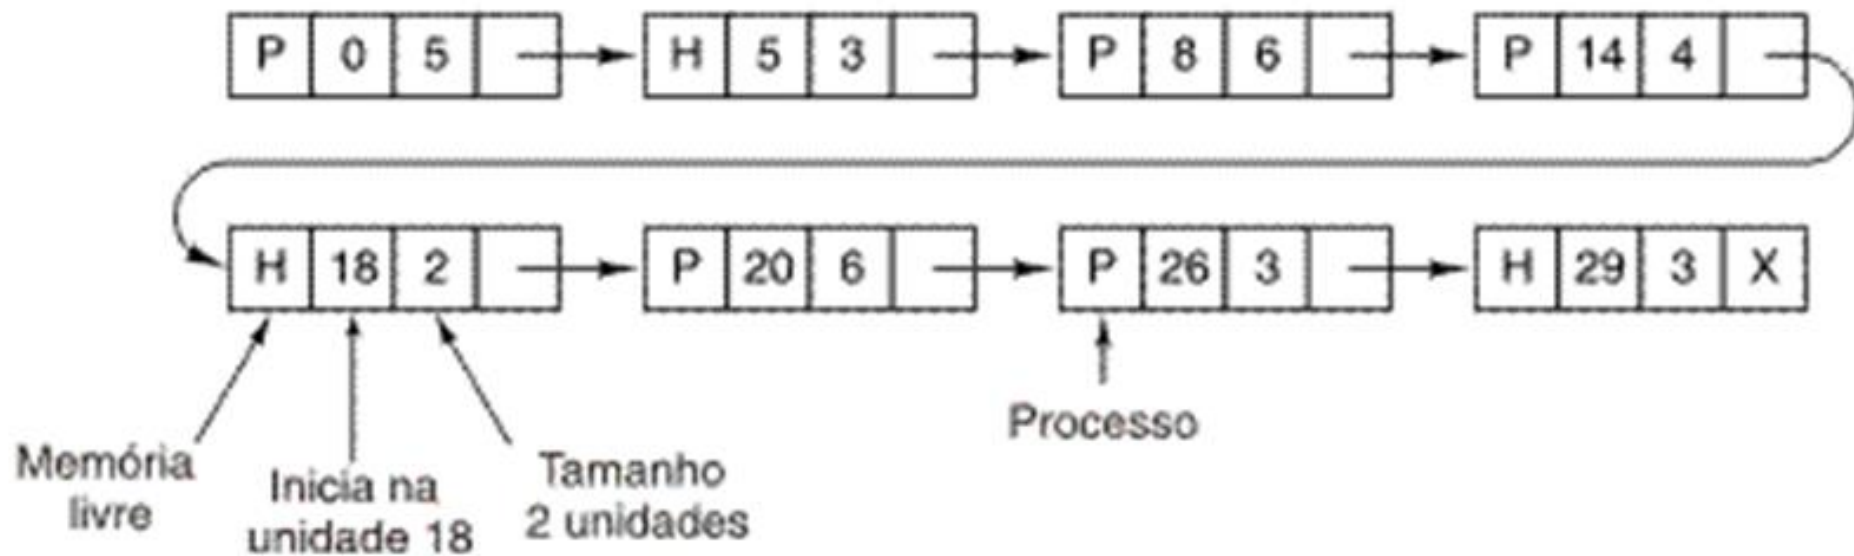 P 0 5 H 5 3 P 8 6 P 14 4
H 18 2 P 20 6 P 26 3 H 29 3 X
Memória
livre
Inicia na
unidade 18
Tamanho
2 unidades
Processo